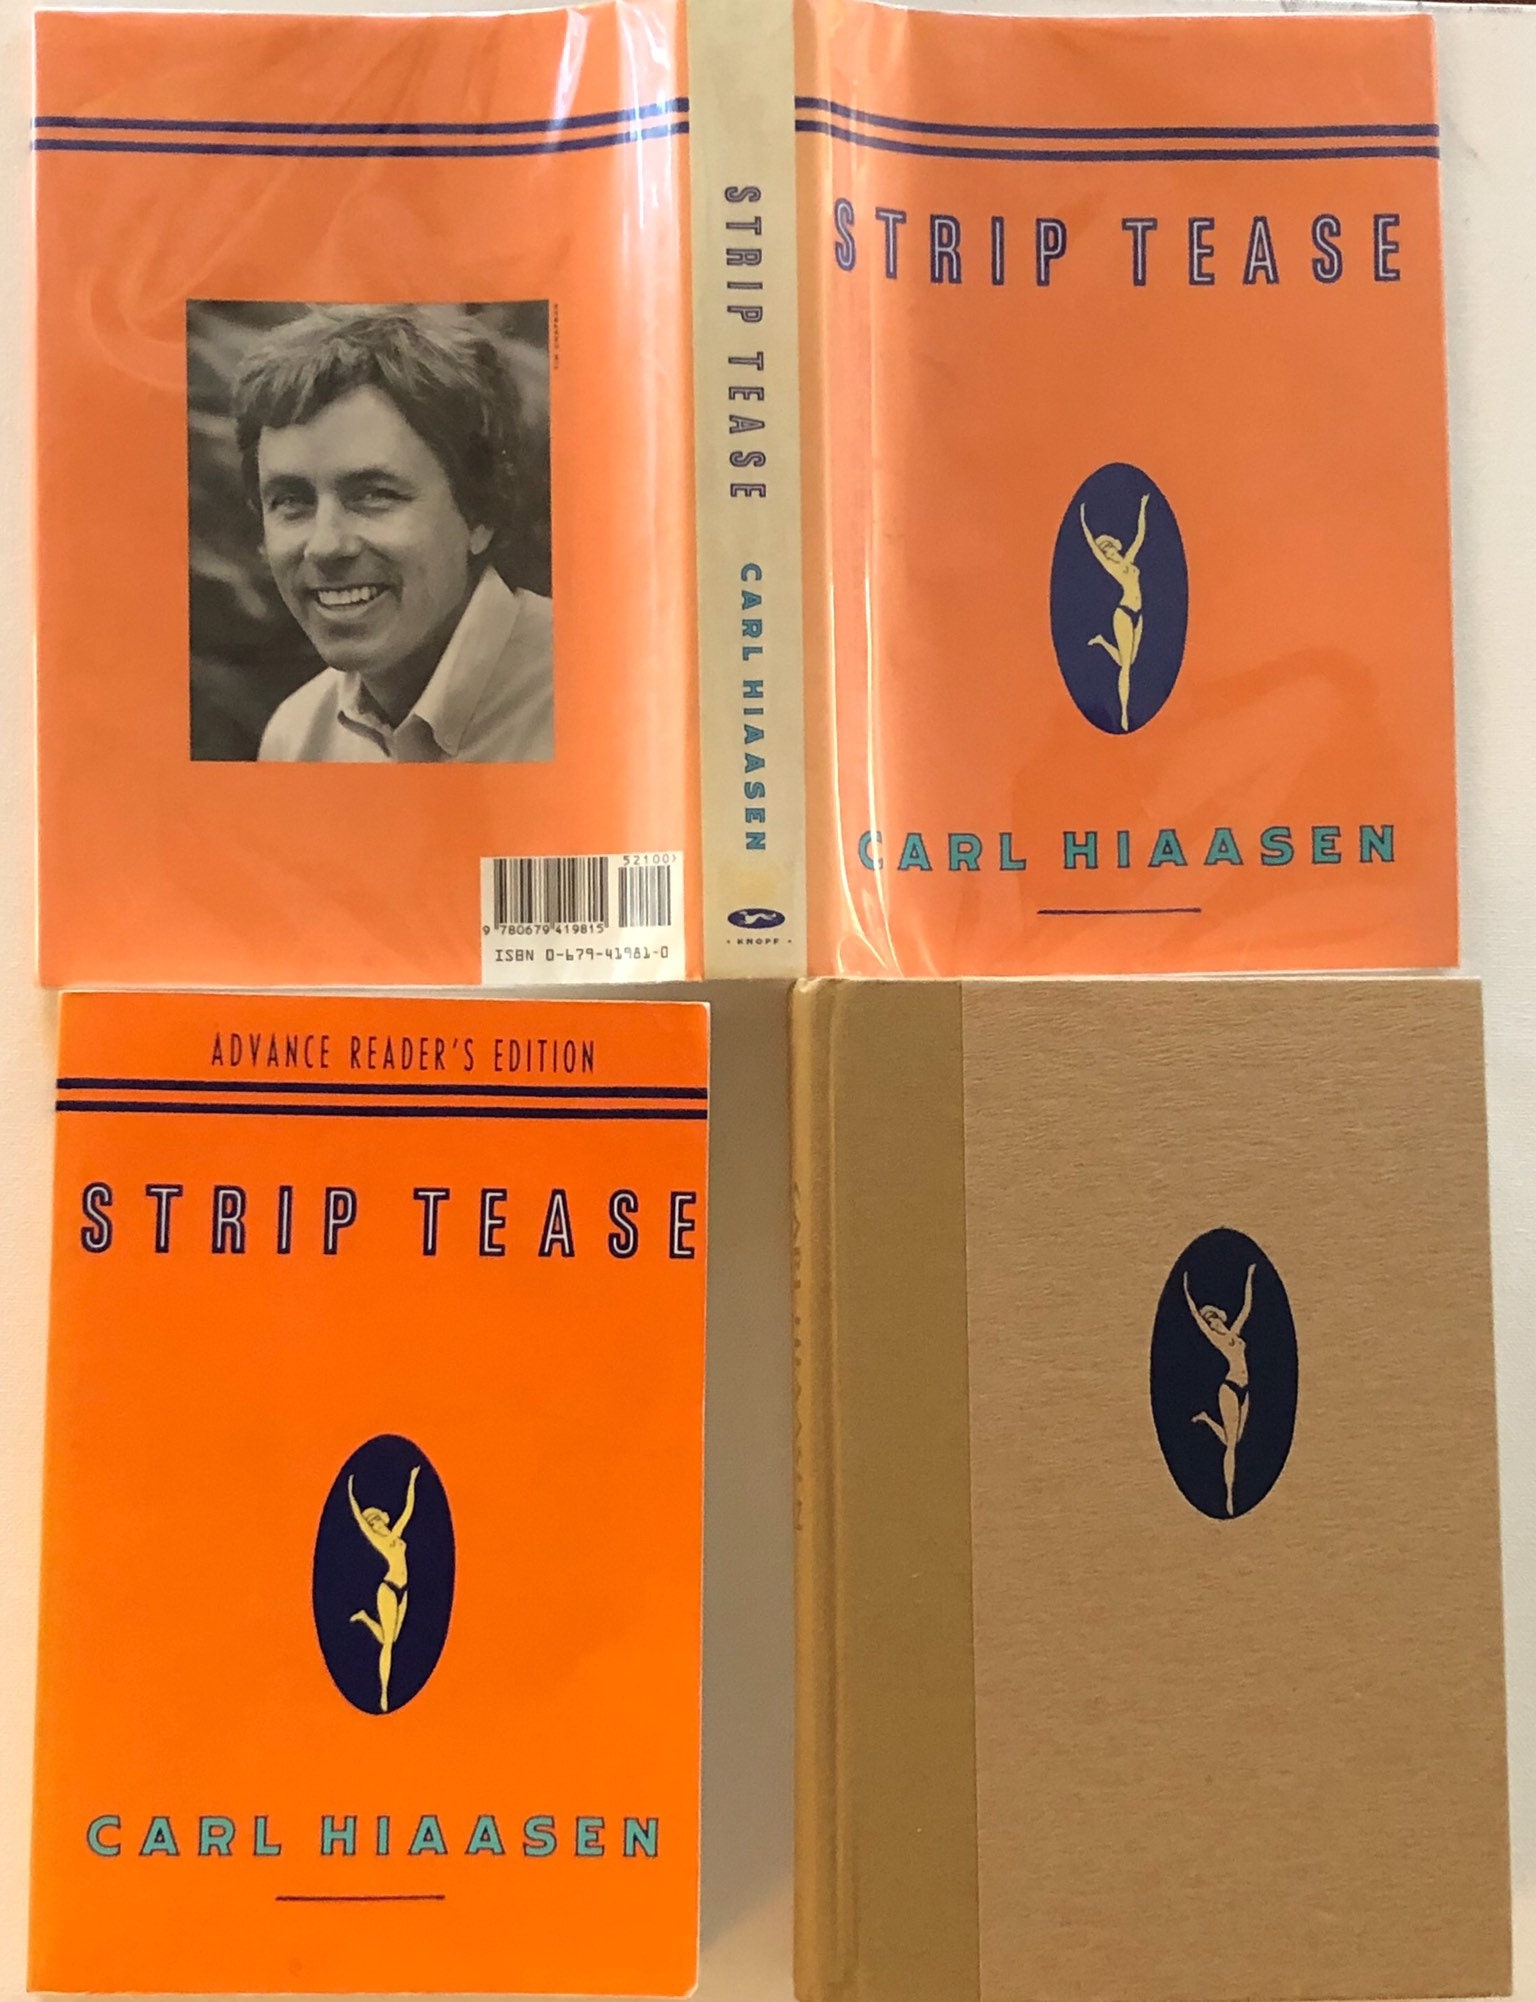 STRIP TEASE
CARL HIAASEN
STRIP TEASE
CARL HIAASEN
• KNOPF •
52100>
9 780679 419815
ISBN 0-679-41981-0
ADVANCE READER'S EDITION
STRIP TEASE
CARL HIAASEN